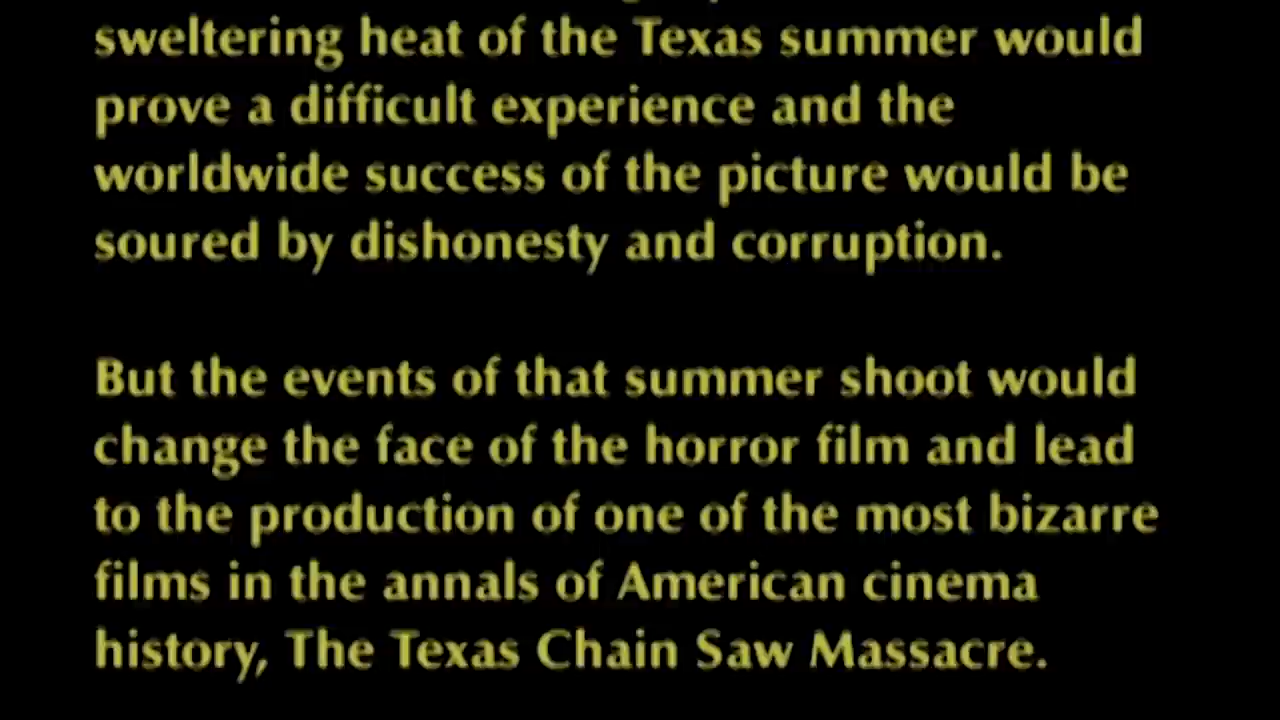 sweltering heat of the Texas summer would
prove a difficult experience and the
worldwide success of the picture would be
soured by dishonesty and corruption.
But the events of that summer shoot would
change the face of the horror film and lead
to the production of one of the most bizarre
films in the annals of American cinema
history, The Texas Chain Saw Massacre.